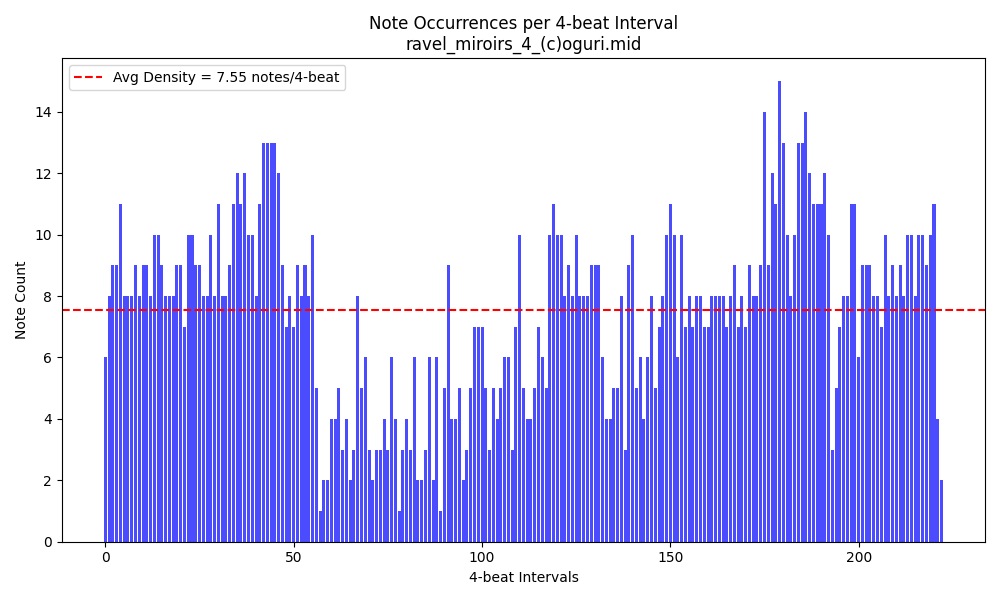 Note Occurrences per 4-beat Interval
ravel_miroirs_4_(c)oguri.mid
Avg Density = 7.55 notes/4-beat
14
12
10
8
6
4
2
0
Note Count
0 50 100 150 200
4-beat Intervals